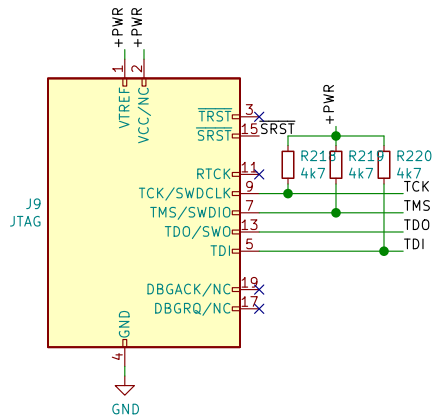 +PWR
+PWR
1
2
VTREF
VCC/NC
TRST
3
SRST
15
SRST
+PWR
RTCK
11
R218
4k7
R219
4k7
R220
4k7
TCK/SWDCLK
9
TCK
J9
JTAG
TMS/SWDIO
7
TMS
TDO/SWO
13
TDO
TDI
5
TDI
DBGACK/NC
19
DBGRQ/NC
17
GND
4
GND